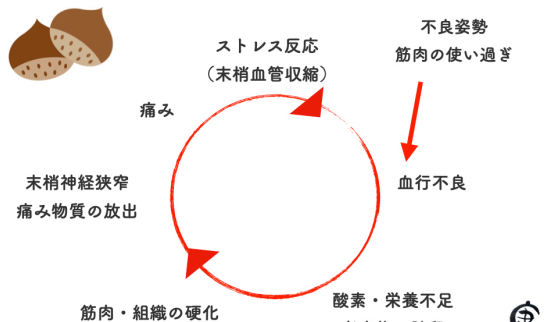 ストレス反応
（末梢血管収縮）
不良姿勢
筋肉の使い過ぎ
痛み
血行不良
末梢神経狭窄
痛み物質の放出
酸素・栄養不足
筋肉・組織の硬化